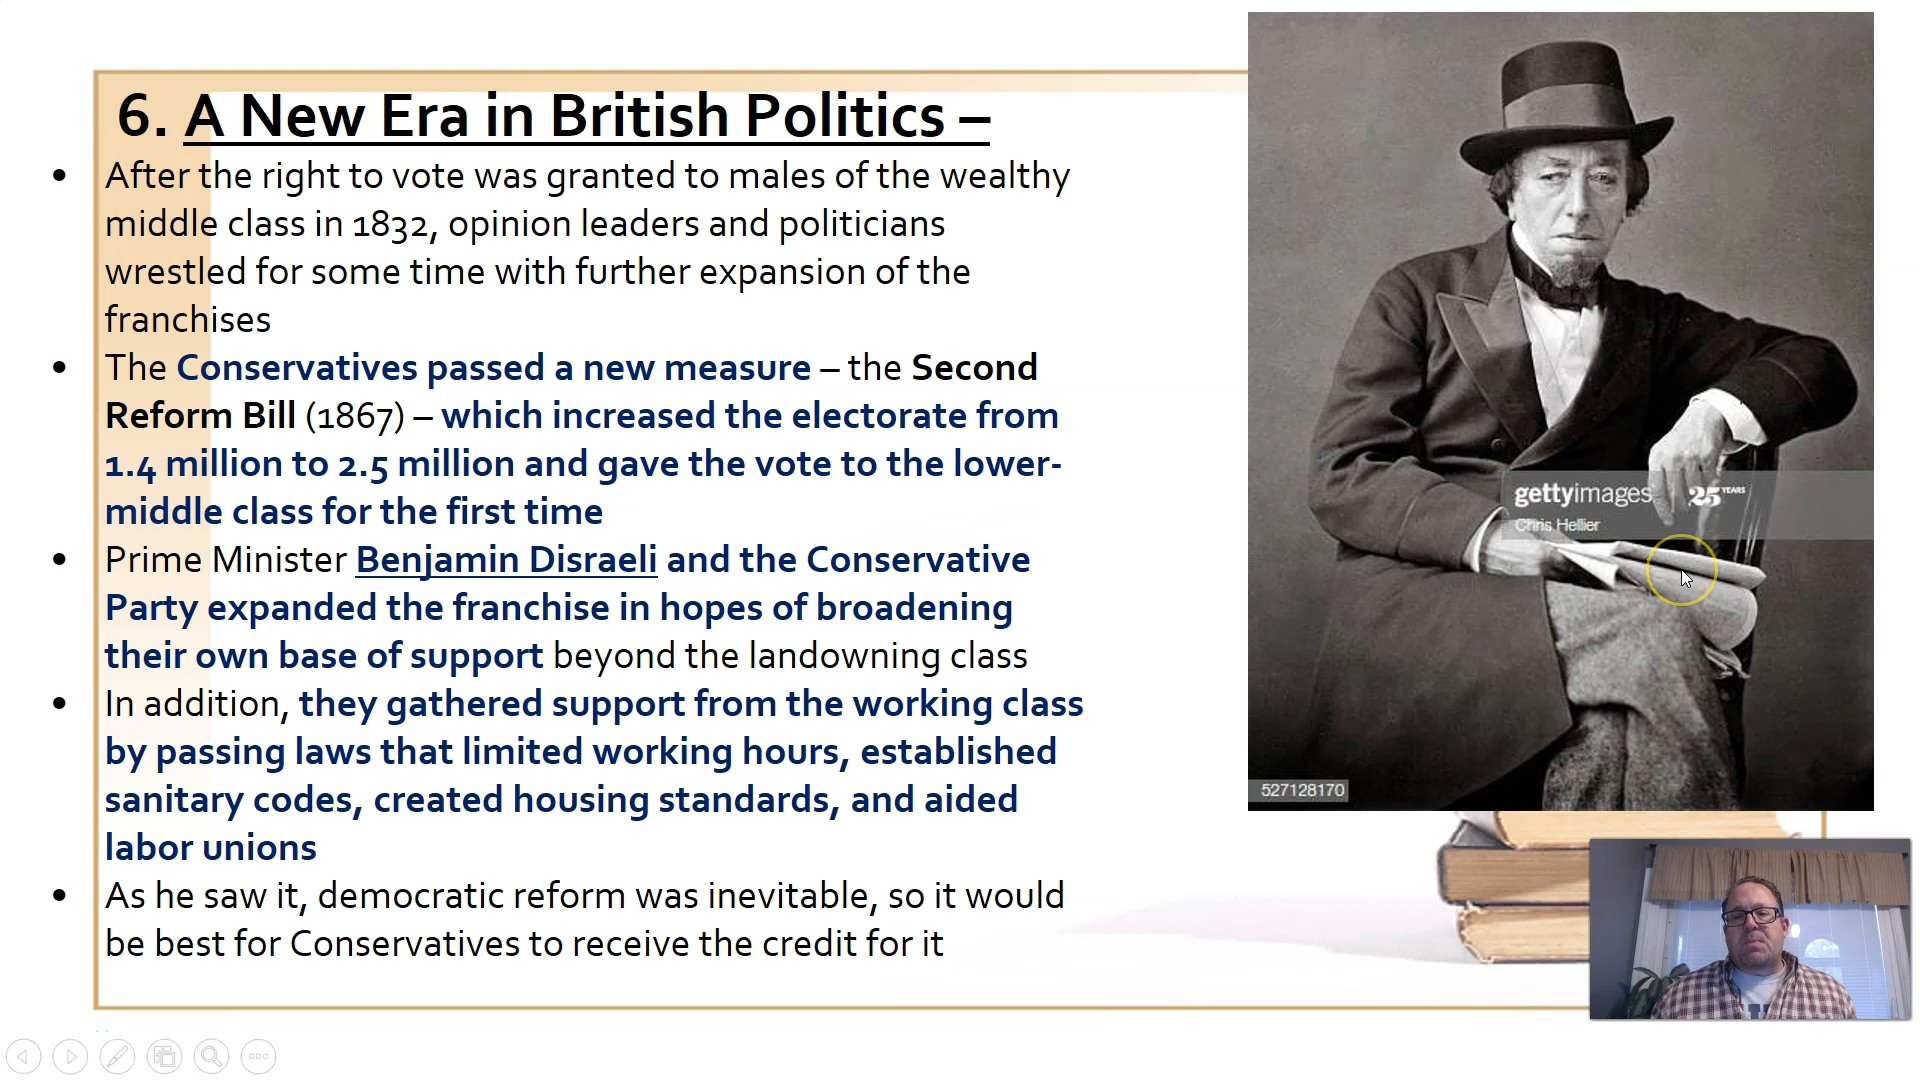 6. A New Era in British Politics –
• After the right to vote was granted to males of the wealthy
middle class in 1832, opinion leaders and politicians
wrestled for some time with further expansion of the
franchises
• The Conservatives passed a new measure – the Second
Reform Bill (1867) – which increased the electorate from
1.4 million to 2.5 million and gave the vote to the lower-
middle class for the first time
• Prime Minister Benjamin Disraeli and the Conservative
Party expanded the franchise in hopes of broadening
their own base of support beyond the landowning class
• In addition, they gathered support from the working class
by passing laws that limited working hours, established
sanitary codes, created housing standards, and aided
labor unions
• As he saw it, democratic reform was inevitable, so it would
be best for Conservatives to receive the credit for it
gettyimages 25 YEARS
Chris Hellier
527128170